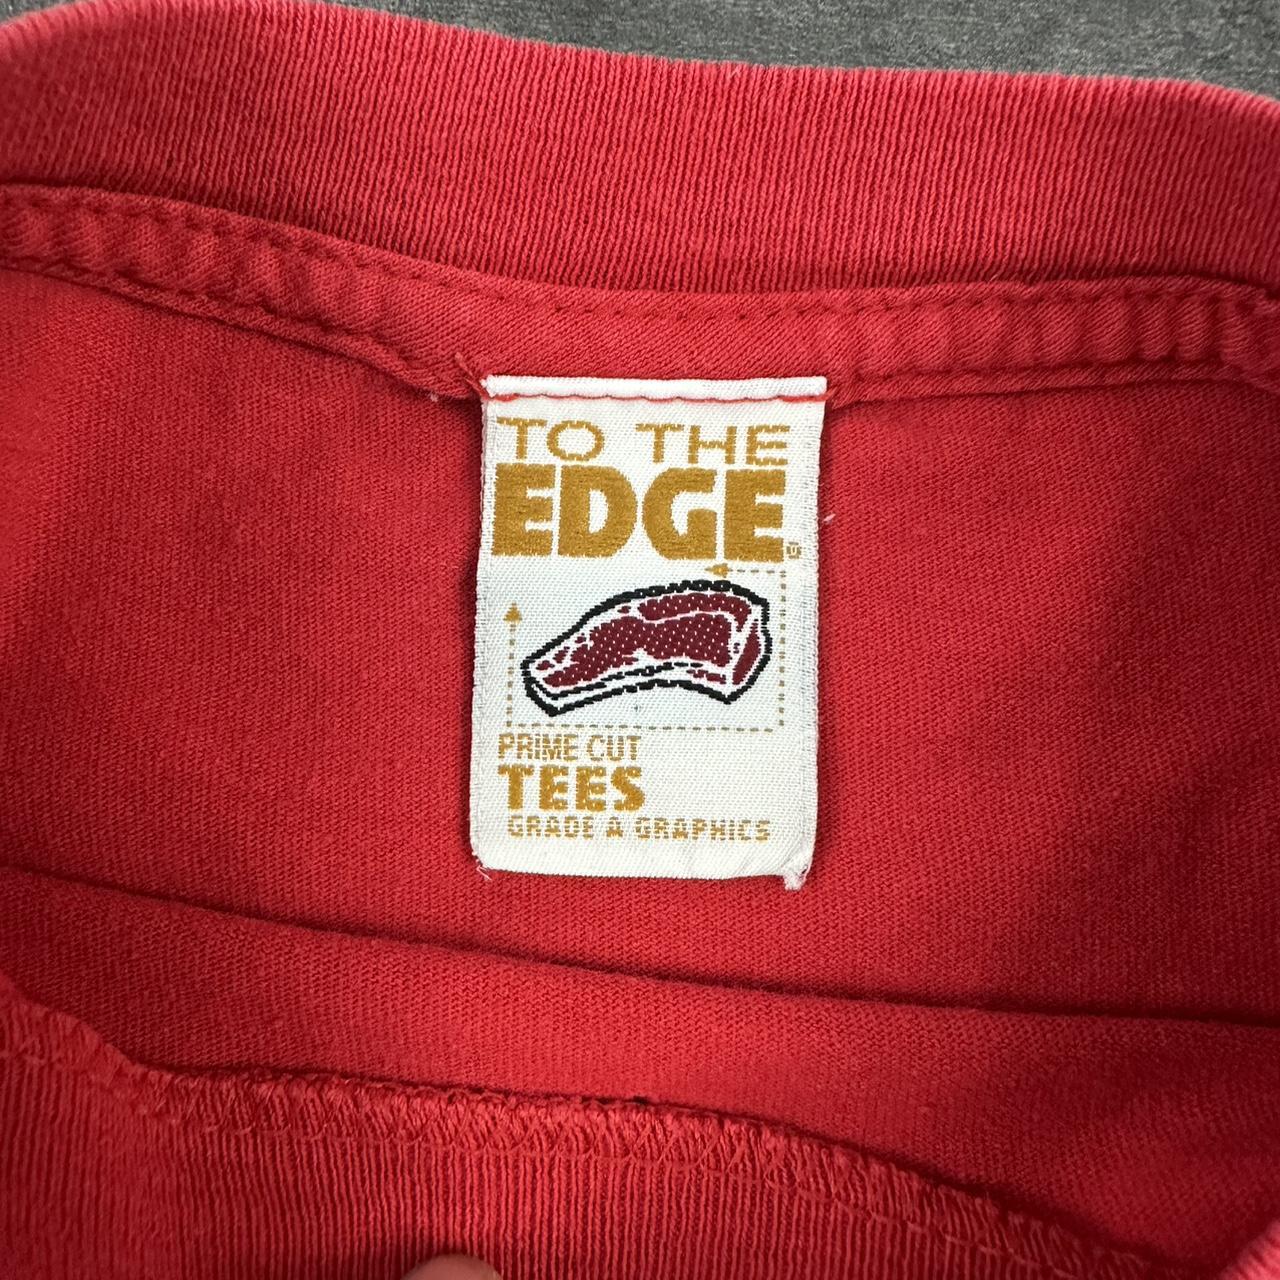 TO THE
EDGE
PRIME CUT
TEES
GRADE A GRAPHICS